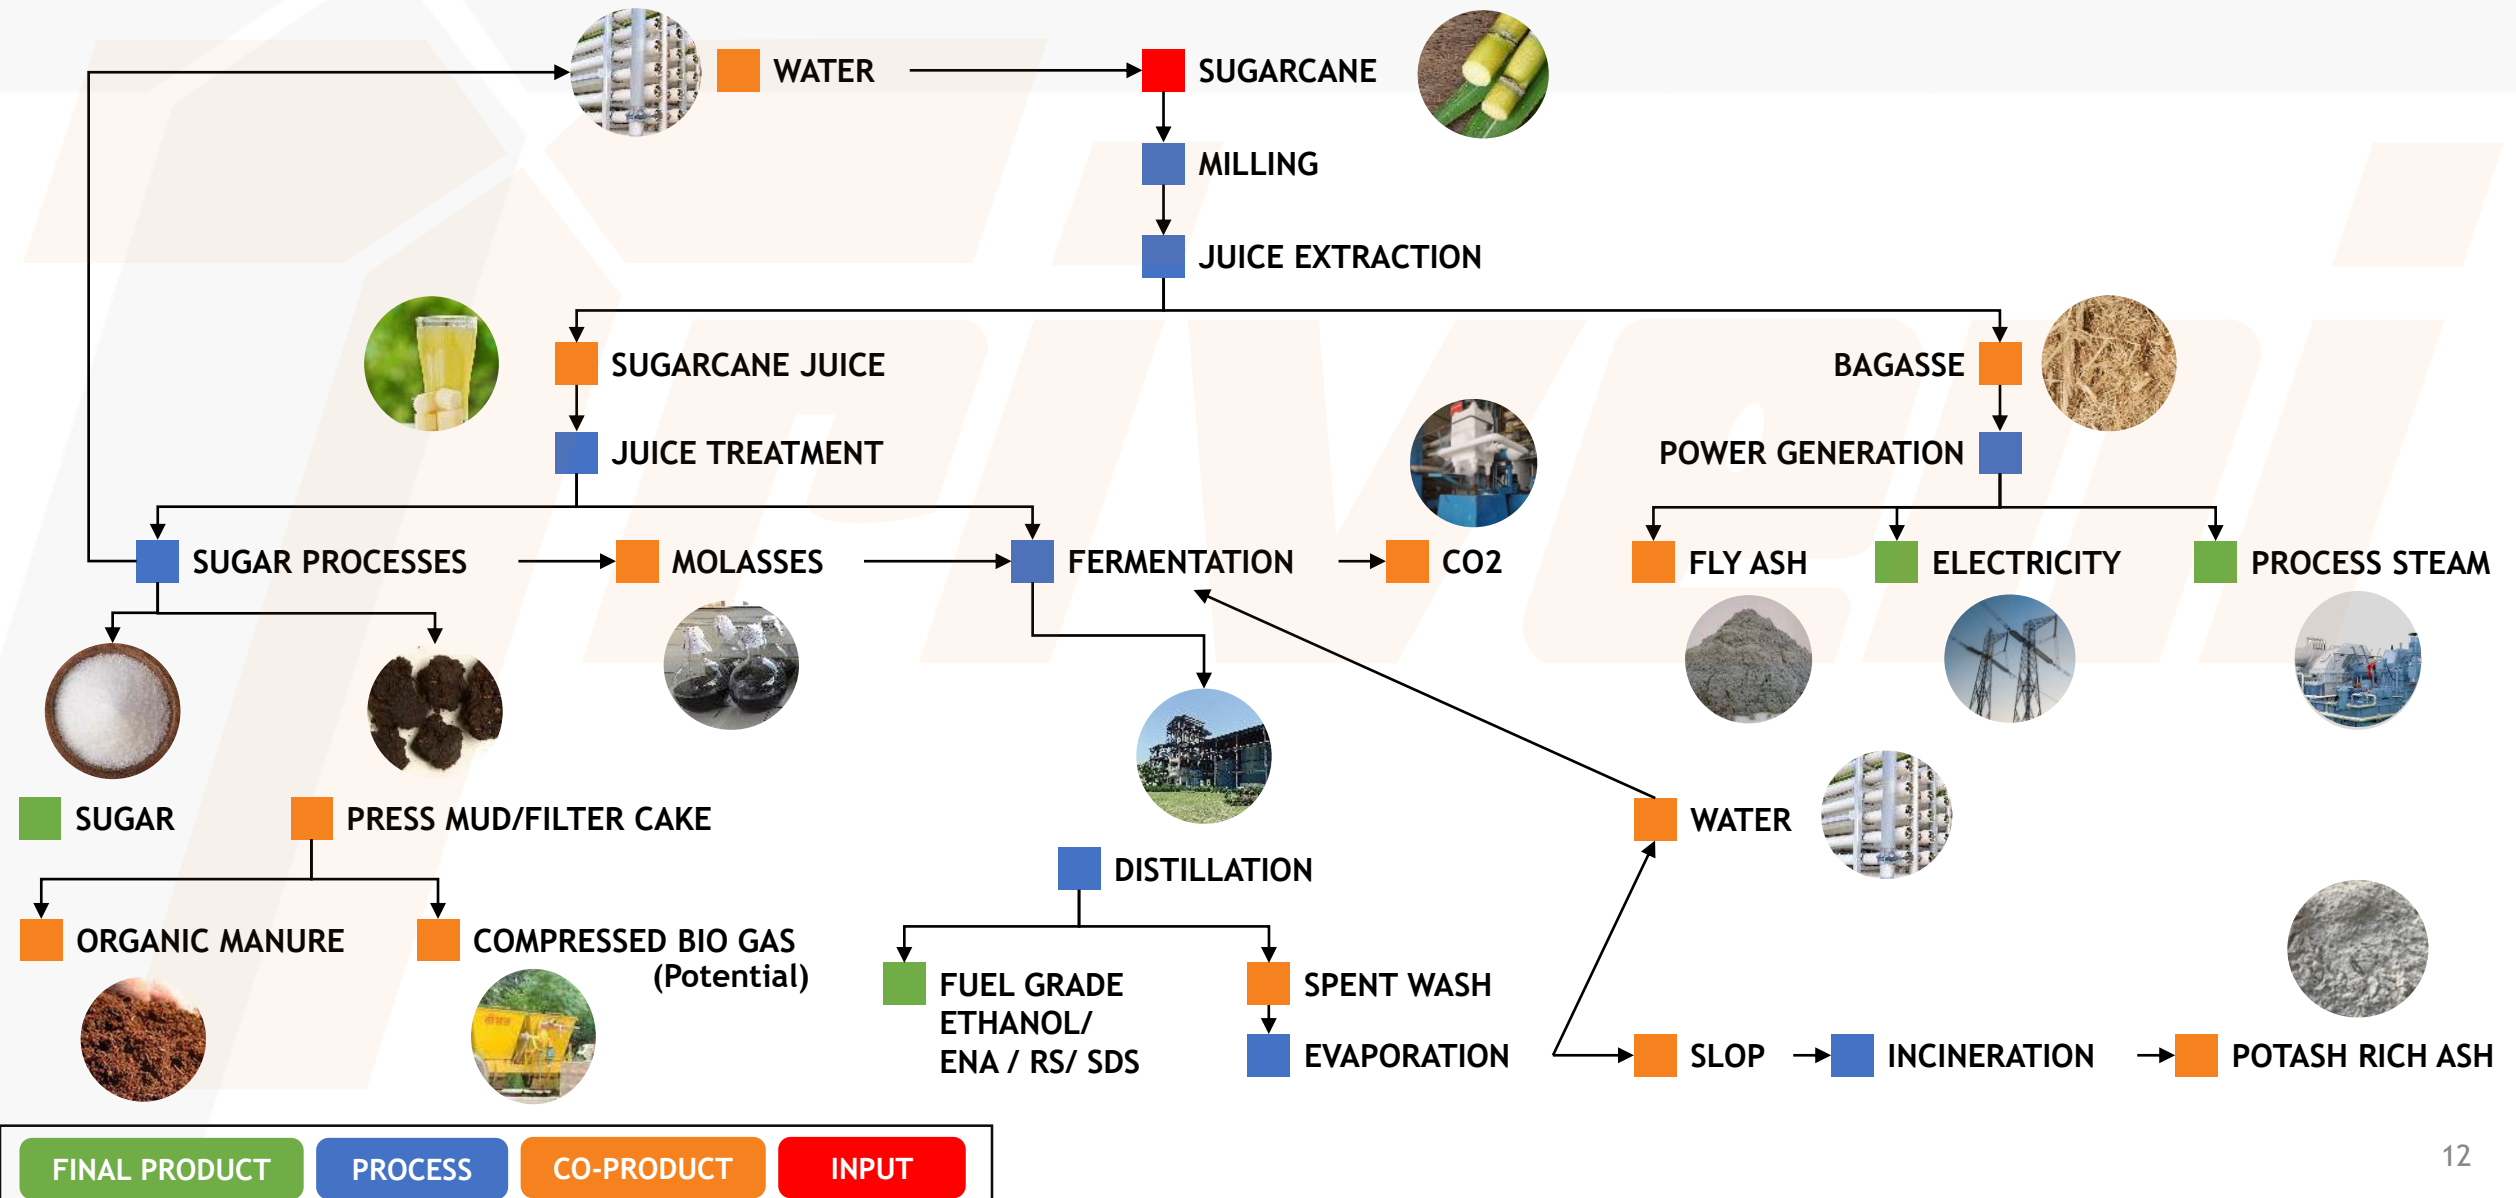 WATER
SUGARCANE
MILLING
JUICE EXTRACTION
SUGARCANE JUICE
BAGASSE
JUICE TREATMENT
POWER GENERATION
SUGAR PROCESSES
MOLASSES
FERMENTATION
CO2
FLY ASH
ELECTRICITY
PROCESS STEAM
SUGAR
PRESS MUD/FILTER CAKE
WATER
DISTILLATION
ORGANIC MANURE
COMPRESSED BIO GAS
(Potential)
FUEL GRADE
ETHANOL/
ENA / RS/ SDS
SPENT WASH
EVAPORATION
SLOP
INCINERATION
POTASH RICH ASH
FINAL PRODUCT
PROCESS
CO-PRODUCT
INPUT
12
Triveni